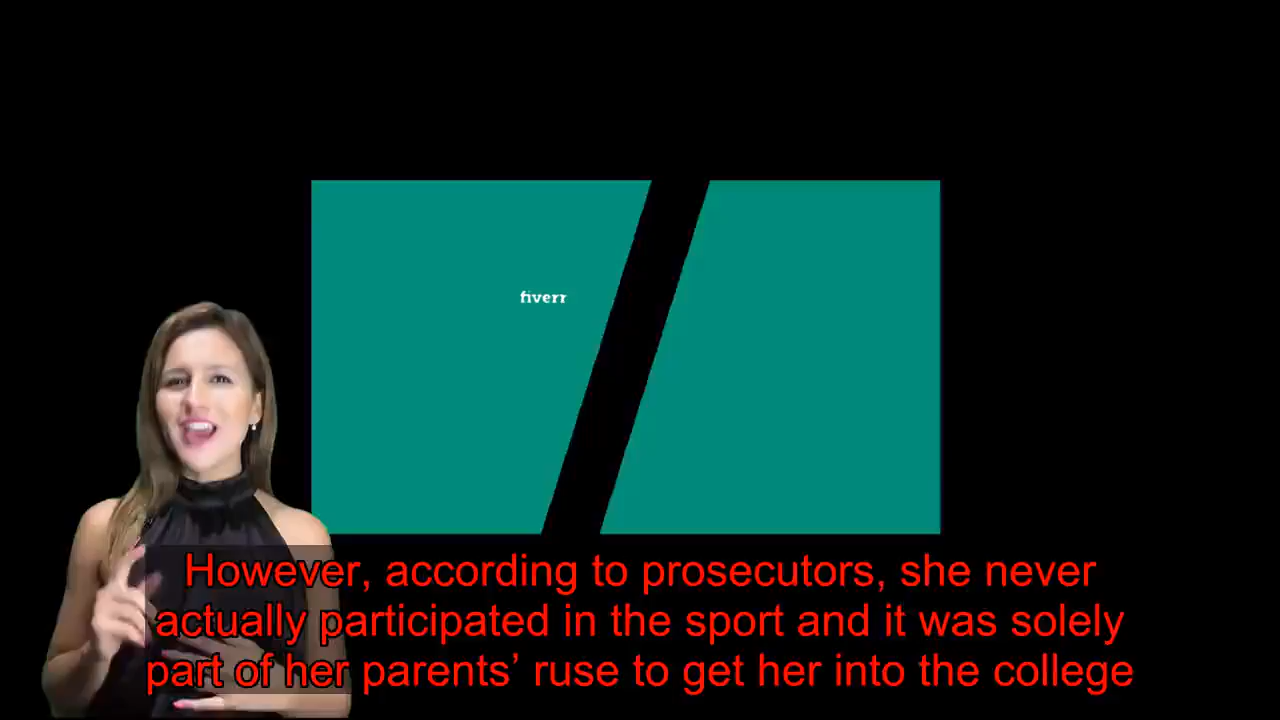 fiverr
However, according to prosecutors, she never
actually participated in the sport and it was solely
part of her parents’ ruse to get her into the college